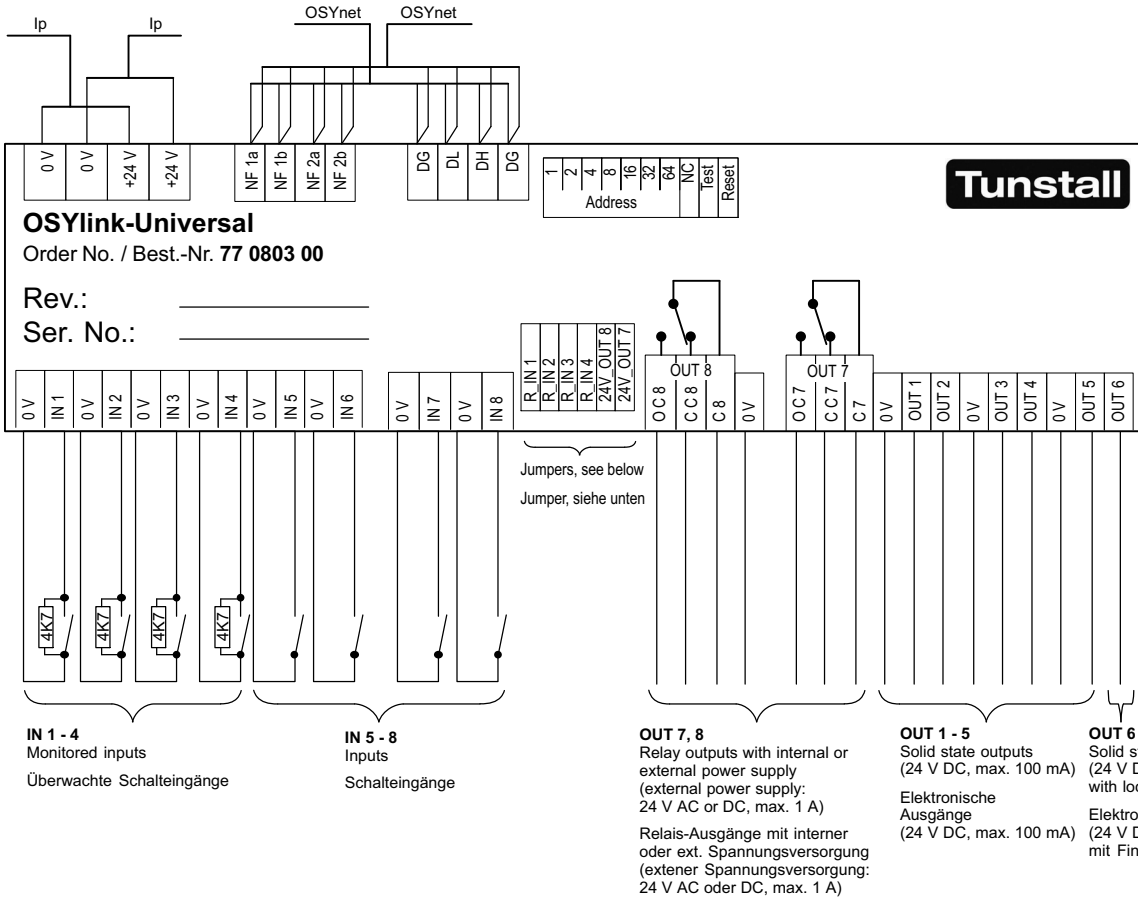 Ip
Ip
OSYnet
OSYnet
0 V
0 V
+24 V
+24 V
NF 1a
NF 1b
NF 2a
NF 2b
DG
DL
DH
DG
1
2
4
8
16
32
64
NC
Test
Reset
Address
Tunstall
OSYlink-Universal
Order No. / Best.-Nr. 77 0803 00
Rev.:
Ser. No.:
0 V
IN 1
0 V
IN 2
0 V
IN 3
0 V
IN 4
0 V
IN 5
0 V
IN 6
0 V
IN 7
0 V
IN 8
R_IN 1
R_IN 2
R_IN 3
R_IN 4
24V_OUT 8
24V_OUT 7
OUT 8
O C 8
C C 8
C 8
0 V
OUT 7
O C 7
C C 7
C 7
0 V
OUT 1
OUT 2
0 V
OUT 3
OUT 4
0 V
OUT 5
OUT 6
Jumpers, see below
Jumper, siehe unten
4K7
4K7
4K7
4K7
IN 1 - 4
Monitored inputs
Überwachte Schalteingänge
IN 5 - 8
Inputs
Schalteingänge
OUT 7, 8
Relay outputs with internal or
external power supply
(external power supply:
24 V AC or DC, max. 1 A)
Relais-Ausgänge mit interner
oder ext. Spannungsversorgung
(extener Spannungsversorgung:
24 V AC oder DC, max. 1 A)
OUT 1 - 5
Solid state outputs
(24 V DC, max. 100 mA)
Elektronische
Ausgänge
(24 V DC, max. 100 mA)
OUT 6
Solid
(24 V
with
(24 V
mit